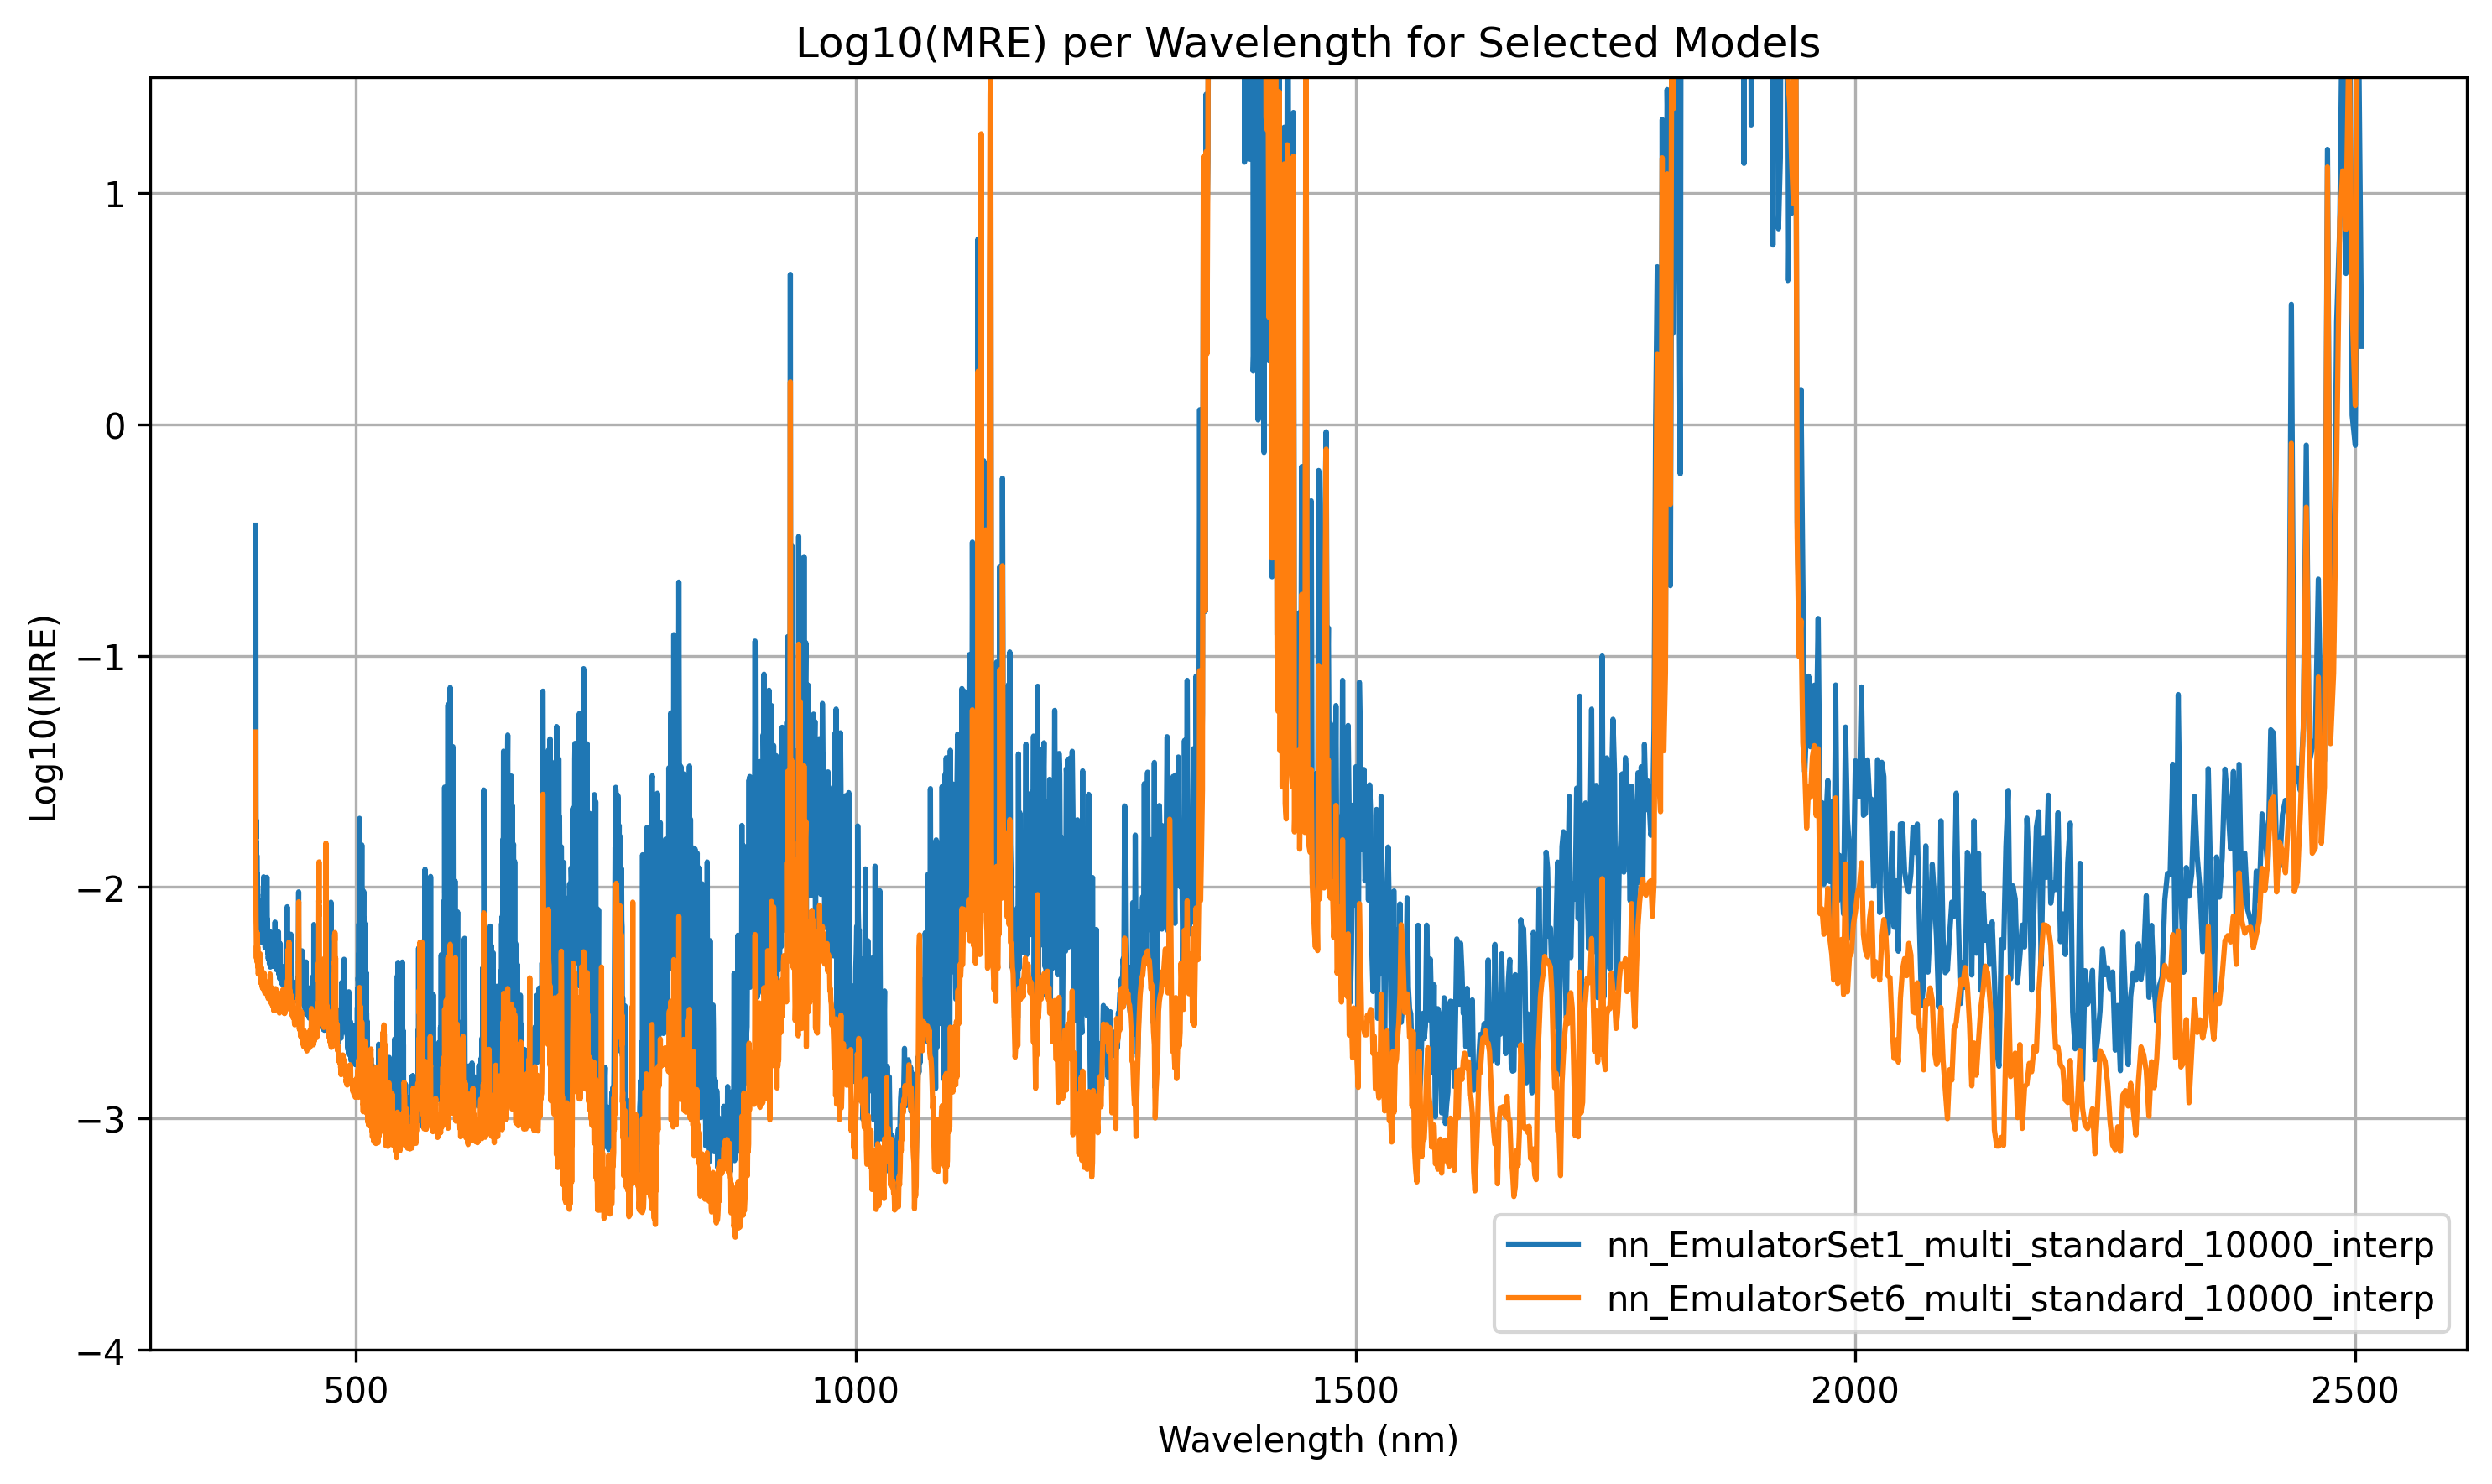 Log10(MRE) per Wavelength for Selected Models
Log10(MRE)
1
0
−1
−2
−3
−4
500
1000
1500
2000
2500
Wavelength (nm)
nn_EmulatorSet1_multi_standard_10000_interp
nn_EmulatorSet6_multi_standard_10000_interp